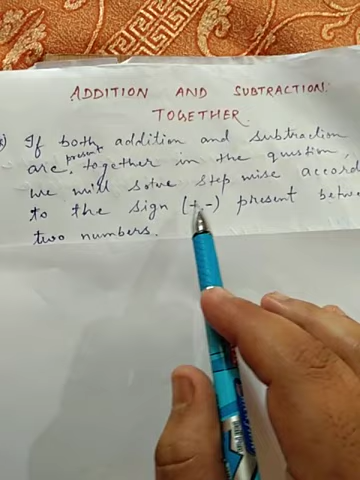 ADDITION AND SUBTRACTION:
TOGETHER.
If both addition and subtraction
are present together in the question,
we will solve step wise accord
to the sign (+,-) present betwe
two numbers.